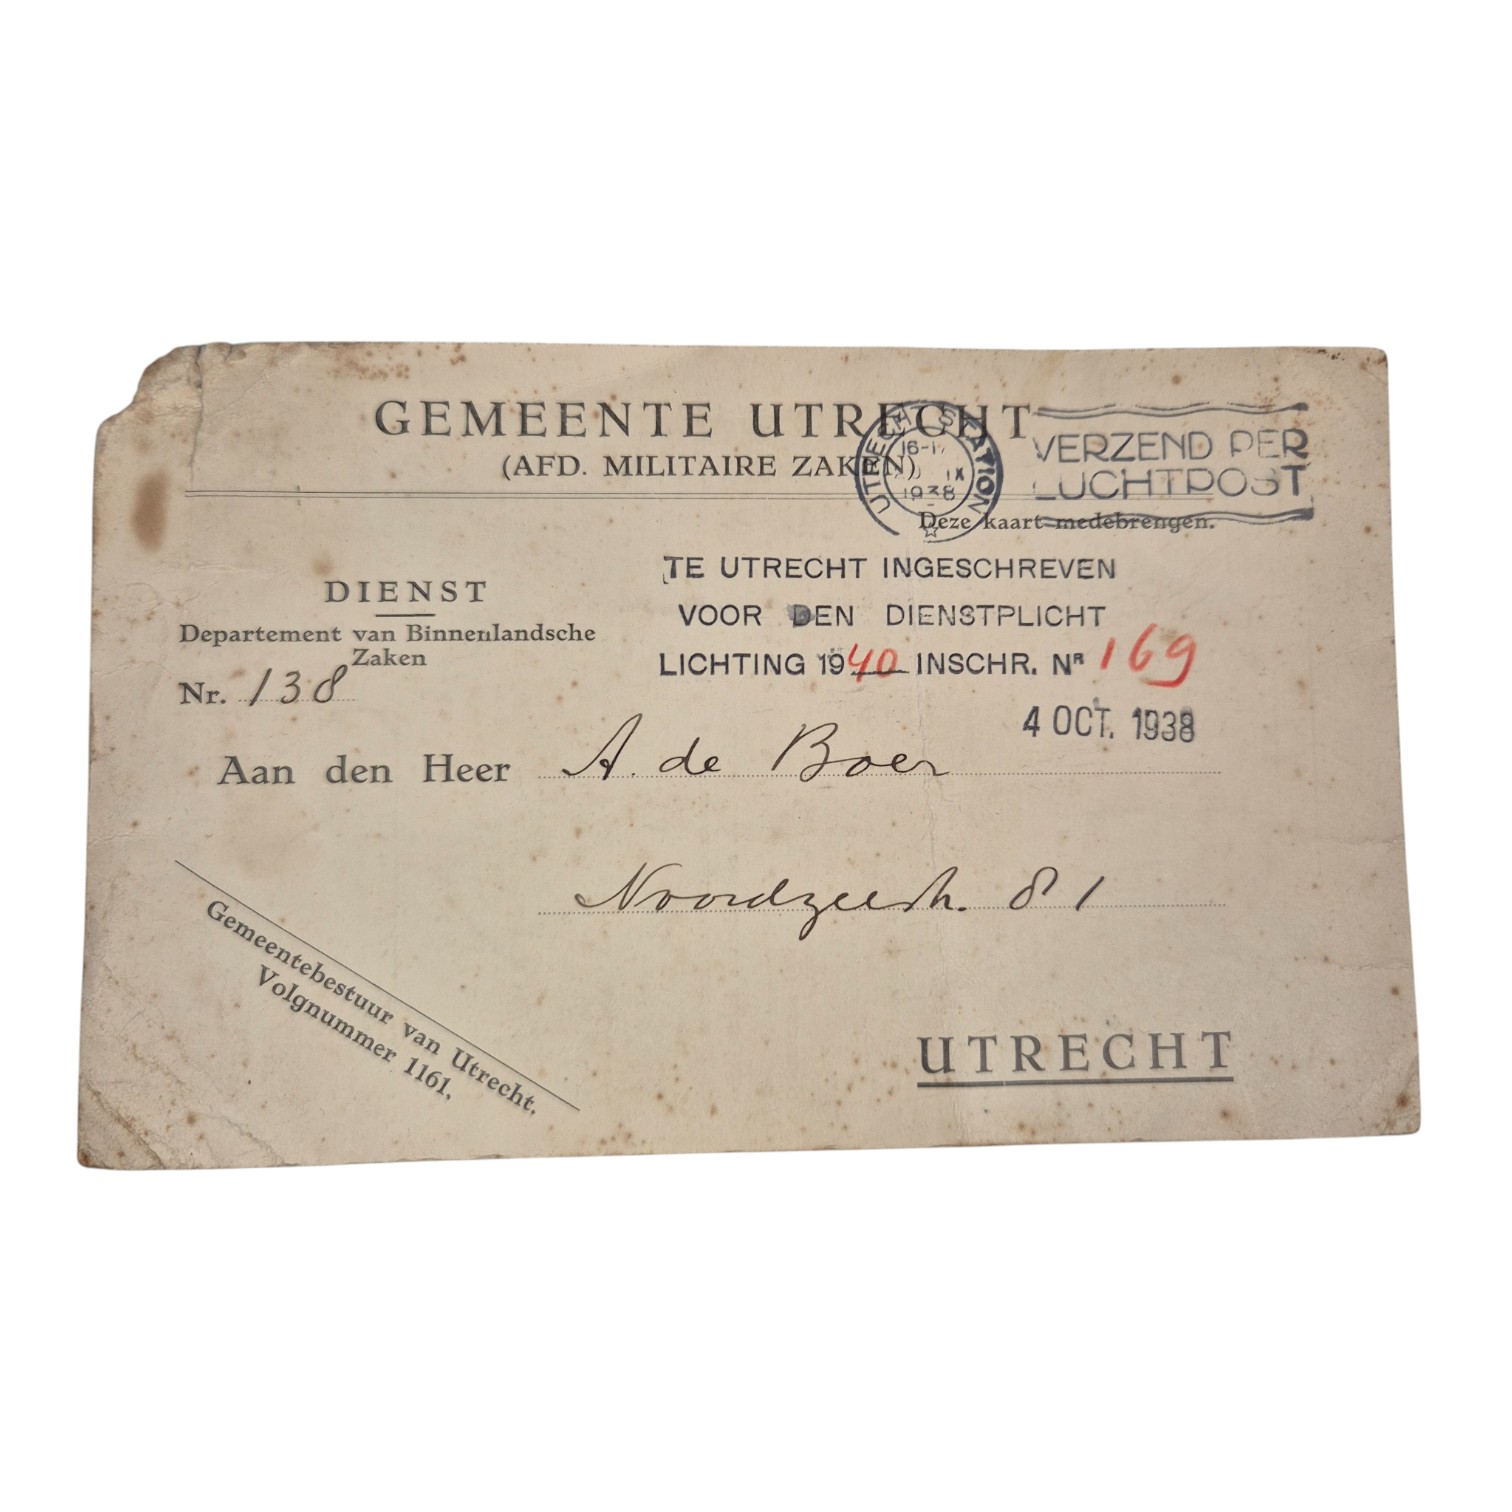 GEMEENTE UTRECHT
(AFD. MILITAIRE ZAKEN)
UTRECHT STATION
16-1
IX
1938
VERZEND PER
LUCHTPOST
Deze kaart medebrengen.
TE UTRECHT INGESCHREVEN
VOOR DEN DIENSTPLICHT
LICHTING 1940 INSCHR. NR 169
4 OCT. 1938
DIENST
Departement van Binnenlandsche
Zaken
Nr. 138
Aan den Heer A. de Boer
Noordzeestr. 81
UTRECHT
Gemeentebestuur van Utrecht.
Volgnummer 1161.